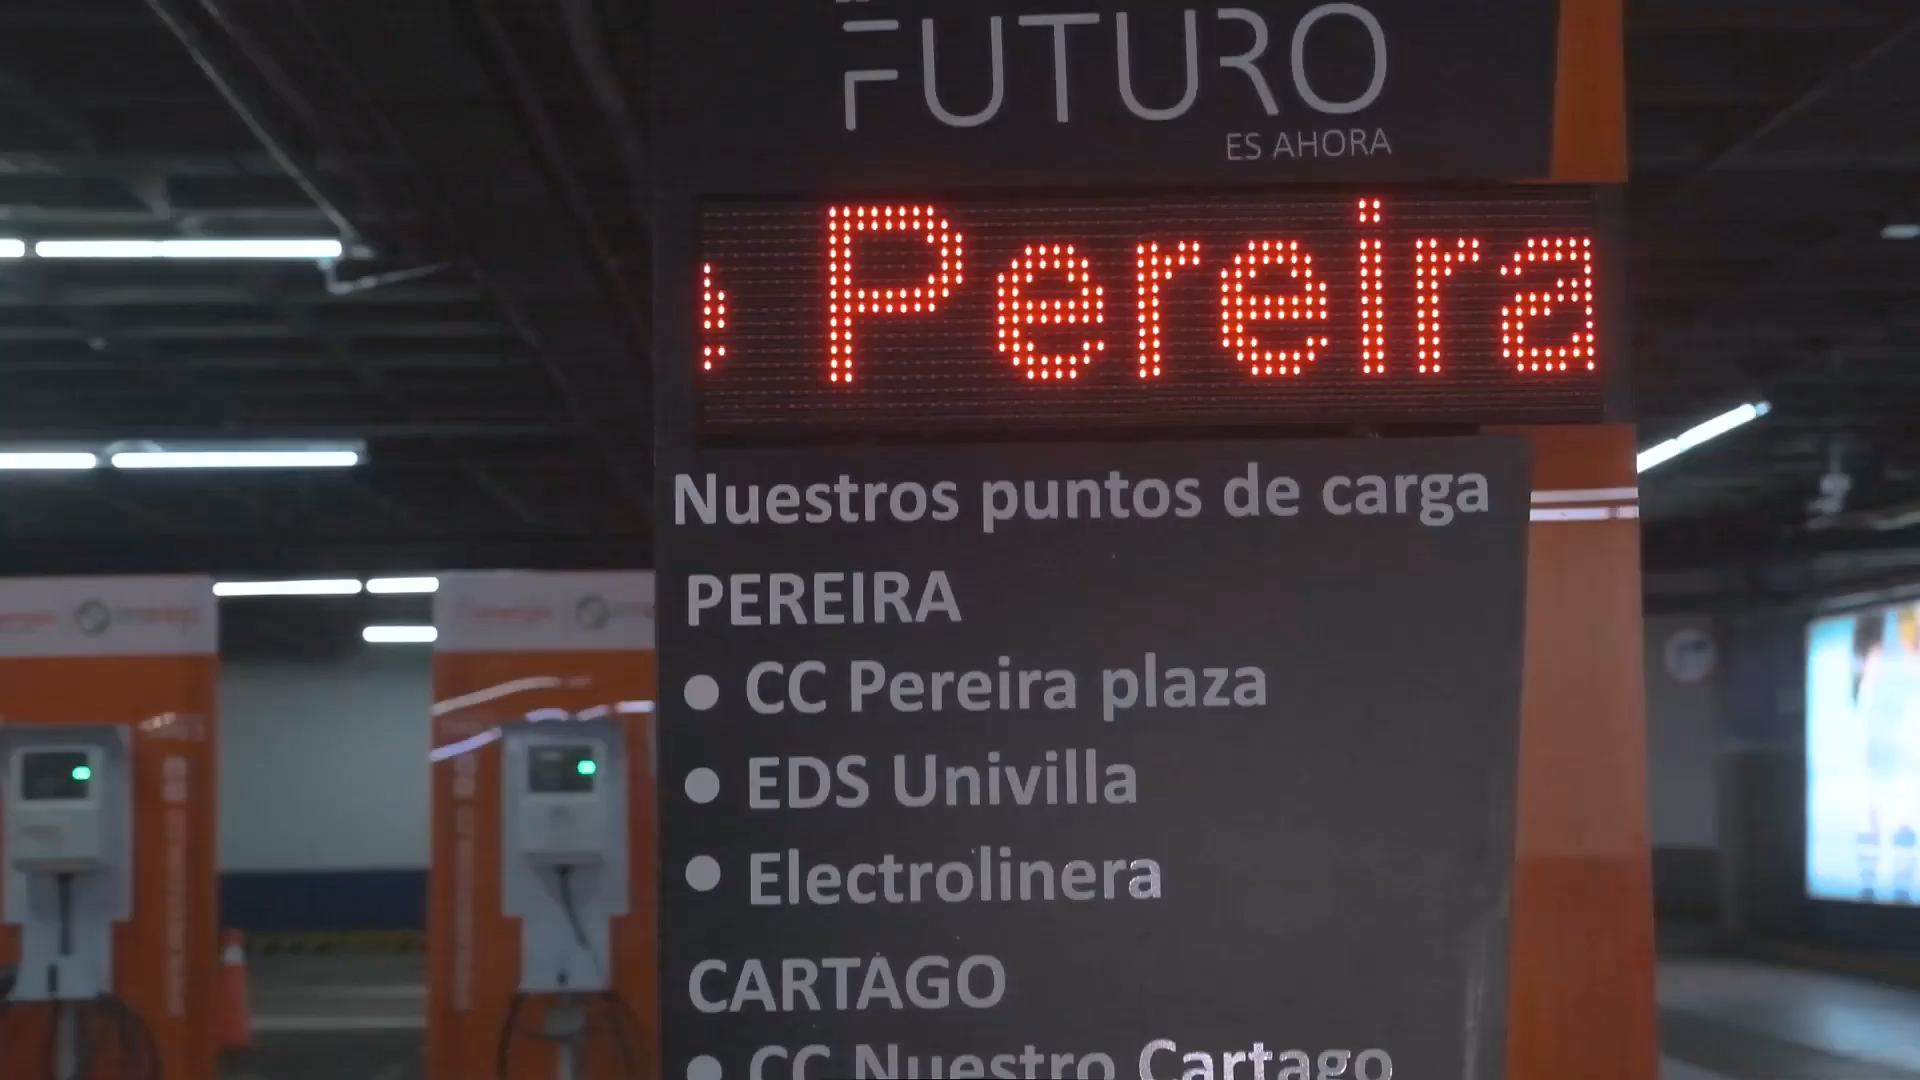 FUTURO
ES AHORA
Pereira
Nuestros puntos de carga
PEREIRA
● CC Pereira plaza
● EDS Univilla
● Electrolinera
CARTAGO
● CC Nuestro Cartago